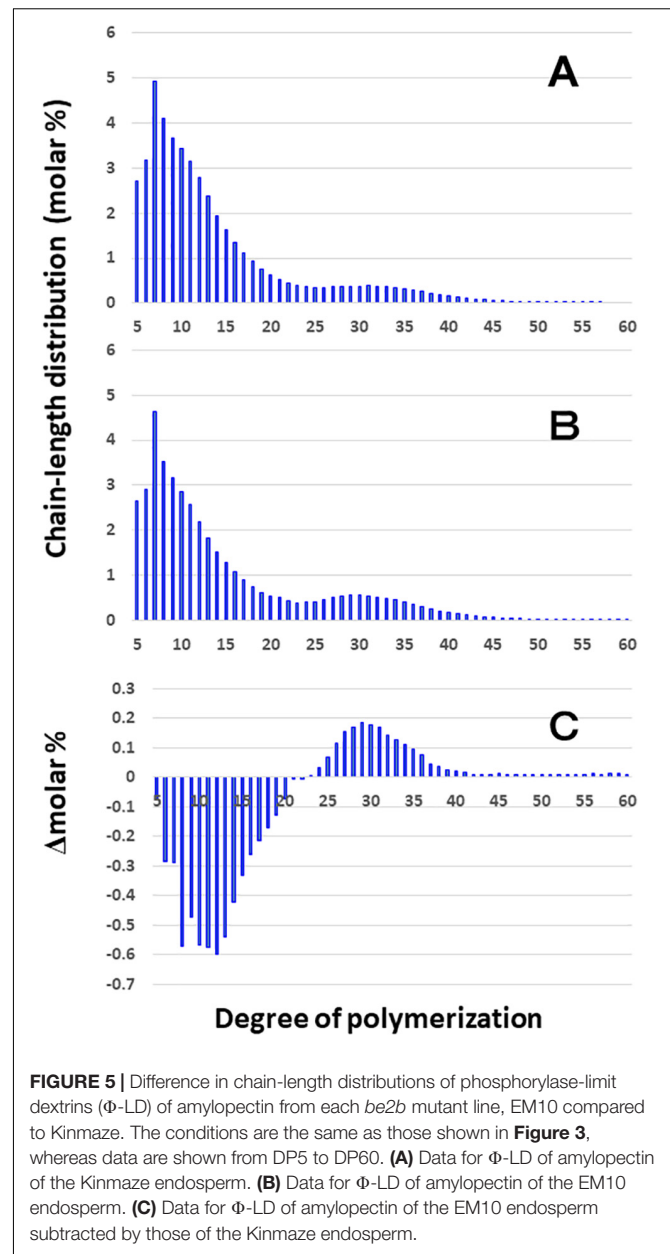 Chain-length distribution (molar %)
A
6
5
4
3
2
1
0
5 10 15 20 25 30 35 40 45 50 55 60
B
6
5
4
3
2
1
0
5 10 15 20 25 30 35 40 45 50 55 60
Δmolar %
C
0.3
0.2
0.1
0
-0.1
-0.2
-0.3
-0.4
-0.5
-0.6
-0.7
5 10 15 20 25 30 35 40 45 50 55 60
Degree of polymerization
FIGURE 5 | Difference in chain-length distributions of phosphorylase-limit
dextrins (Φ-LD) of amylopectin from each be2b mutant line, EM10 compared
to Kinmaze. The conditions are the same as those shown in Figure 3,
whereas data are shown from DP5 to DP60. (A) Data for Φ-LD of amylopectin
of the Kinmaze endosperm. (B) Data for Φ-LD of amylopectin of the EM10
endosperm. (C) Data for Φ-LD of amylopectin of the EM10 endosperm
subtracted by those of the Kinmaze endosperm.